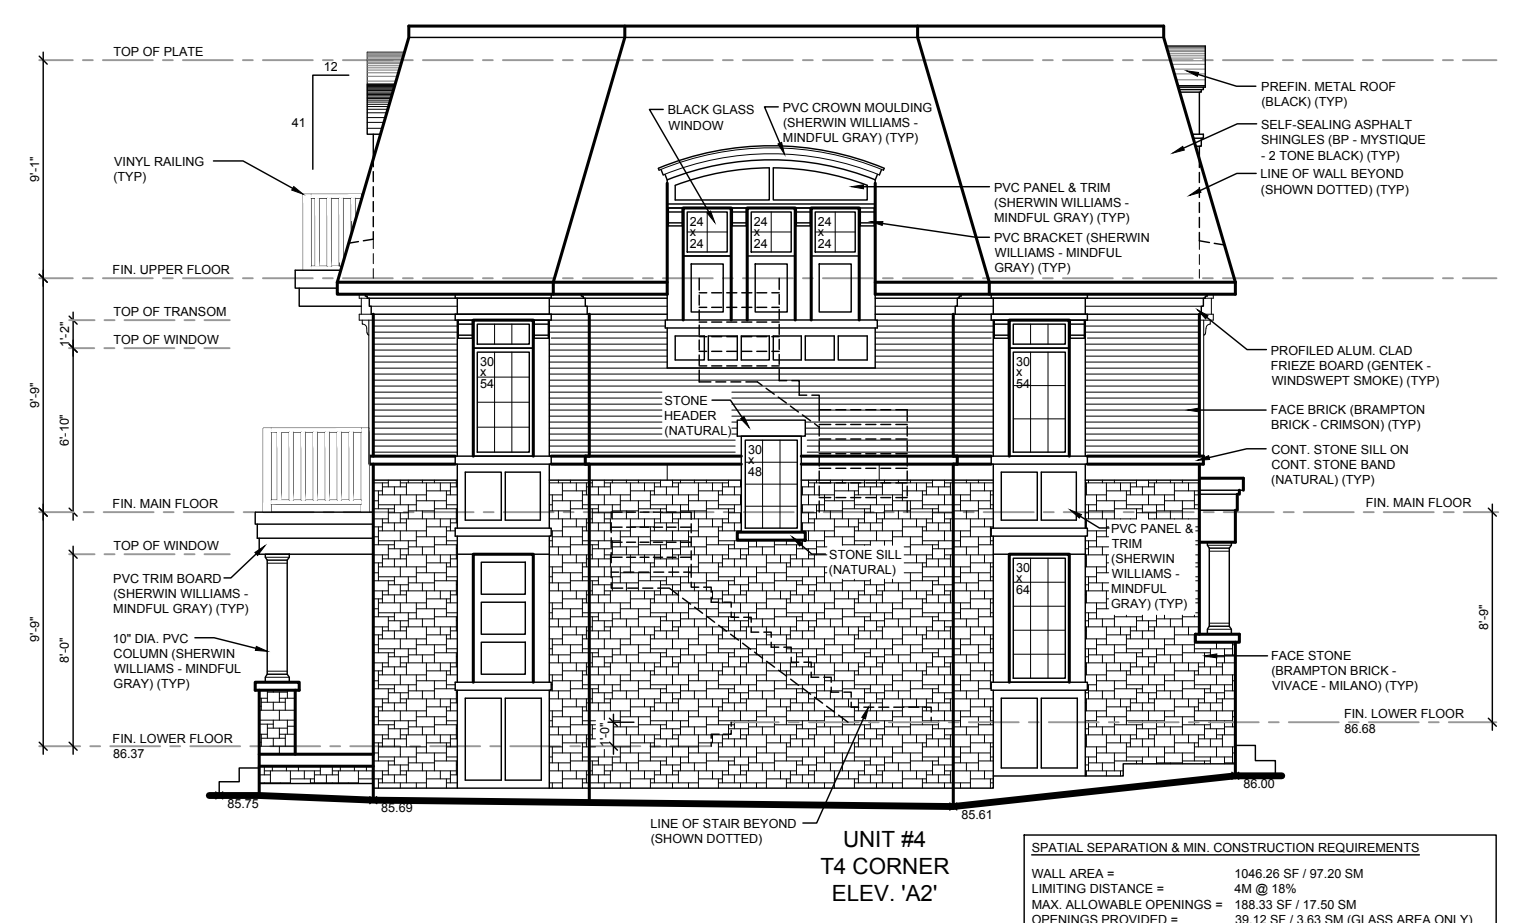 TOP OF PLATE
12
41
9'-1"
VINYL RAILING
(TYP)
BLACK GLASS
WINDOW
PVC CROWN MOULDING
(SHERWIN WILLIAMS -
MINDFUL GRAY) (TYP)
PREFIN. METAL ROOF
(BLACK) (TYP)
SELF-SEALING ASPHALT
SHINGLES (BP - MYSTIQUE
- 2 TONE BLACK) (TYP)
LINE OF WALL BEYOND
(SHOWN DOTTED) (TYP)
PVC PANEL & TRIM
(SHERWIN WILLIAMS -
MINDFUL GRAY) (TYP)
PVC BRACKET (SHERWIN
WILLIAMS - MINDFUL
GRAY) (TYP)
24
x
24
24
x
24
24
x
24
FIN. UPPER FLOOR
TOP OF TRANSOM
1'-2"
TOP OF WINDOW
9'-9"
6'-10"
30
x
54
30
x
54
PROFILED ALUM. CLAD
FRIEZE BOARD (GENTEK -
WINDSWEPT SMOKE) (TYP)
STONE
HEADER
(NATURAL)
30
x
48
FACE BRICK (BRAMPTON
BRICK - CRIMSON) (TYP)
CONT. STONE SILL ON
CONT. STONE BAND
(NATURAL) (TYP)
FIN. MAIN FLOOR
FIN. MAIN FLOOR
TOP OF WINDOW
STONE SILL
(NATURAL)
PVC PANEL &
TRIM
(SHERWIN
WILLIAMS -
MINDFUL
GRAY) (TYP)
30
x
64
PVC TRIM BOARD
(SHERWIN WILLIAMS -
MINDFUL GRAY) (TYP)
9'-9"
8'-0"
8'-9"
10" DIA. PVC
COLUMN (SHERWIN
WILLIAMS - MINDFUL
GRAY) (TYP)
FACE STONE
(BRAMPTON BRICK -
VIVACE - MILANO) (TYP)
FIN. LOWER FLOOR
86.68
1'-0"
FIN. LOWER FLOOR
86.37
85.75
85.69
85.61
86.00
LINE OF STAIR BEYOND
(SHOWN DOTTED)
UNIT #4
T4 CORNER
ELEV. 'A2'
SPATIAL SEPARATION & MIN. CONSTRUCTION REQUIREMENTS
WALL AREA = 1046.26 SF / 97.20 SM
LIMITING DISTANCE = 4M @ 18%
MAX. ALLOWABLE OPENINGS = 188.33 SF / 17.50 SM
OPENINGS PROVIDED = 39.12 SF / 3.63 SM (GLASS AREA ONLY)